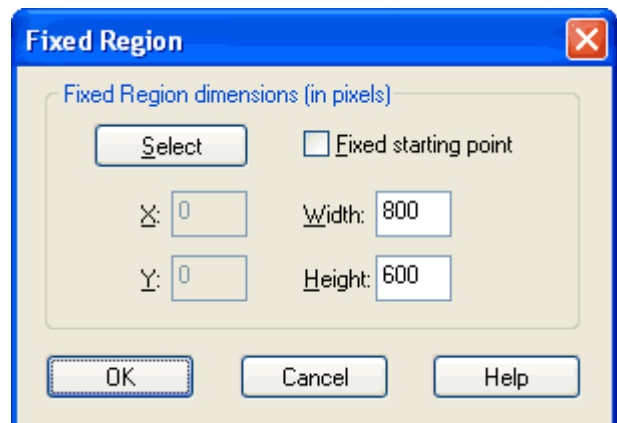 Fixed Region
Fixed Region dimensions (in pixels)
Select Fixed starting point
X: 0 Width: 800
Y: 0 Height: 600
OK Cancel Help